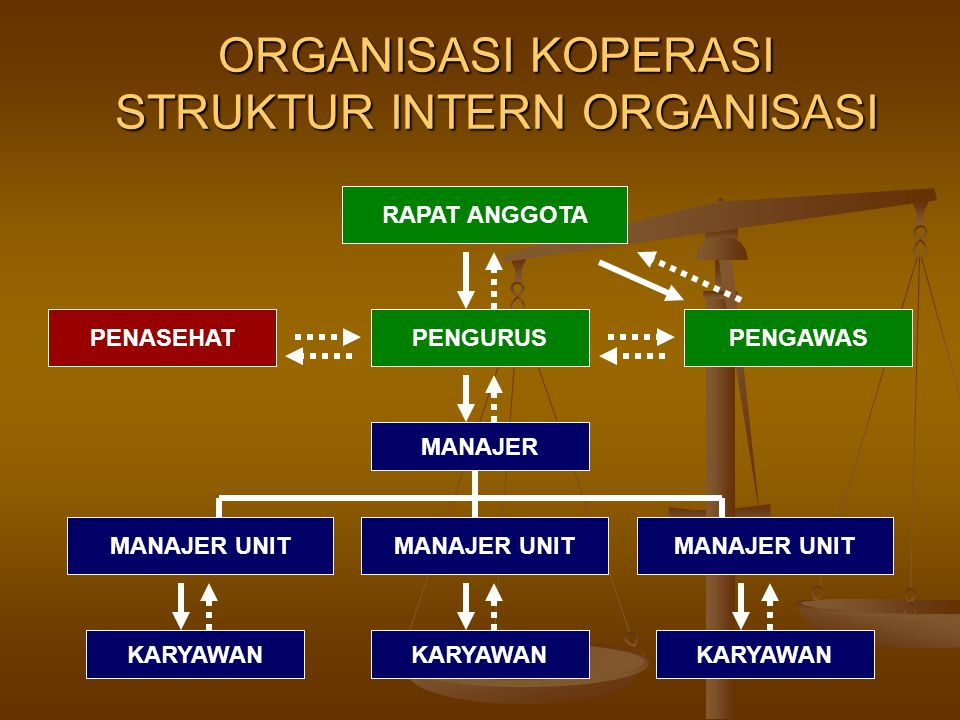 ORGANISASI KOPERASI
STRUKTUR INTERN ORGANISASI
RAPAT ANGGOTA
PENASEHAT
PENGURUS
PENGAWAS
MANAJER
MANAJER UNIT
MANAJER UNIT
MANAJER UNIT
KARYAWAN
KARYAWAN
KARYAWAN